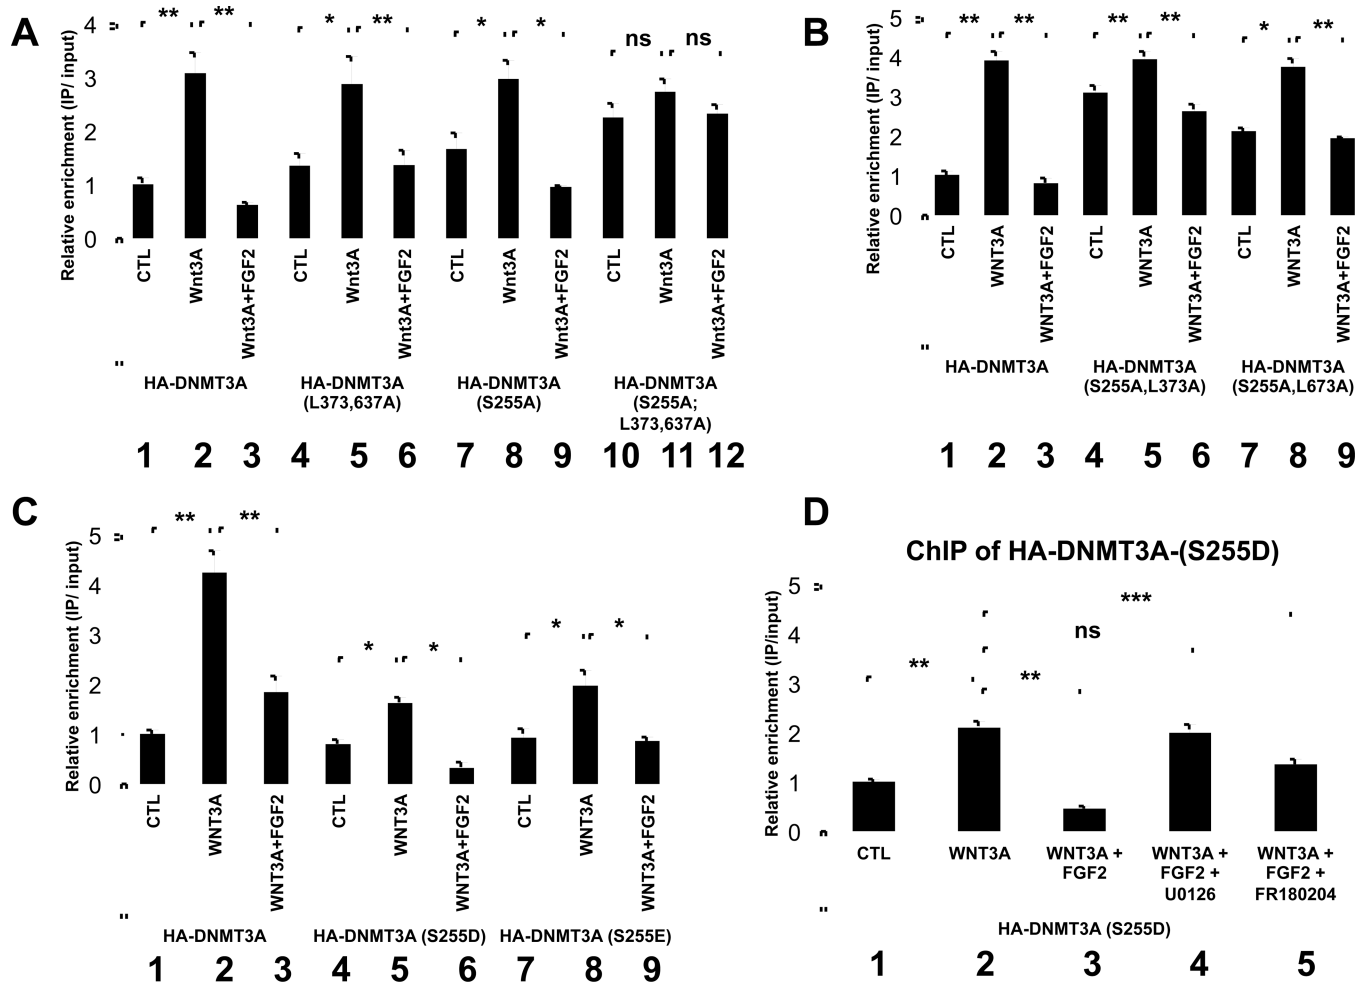 A
Relative enrichment (IP/ input)
4
3
2
1
0
** **
* **
* *
ns ns
CTL
Wnt3A
Wnt3A+FGF2
CTL
Wnt3A
Wnt3A+FGF2
CTL
Wnt3A
Wnt3A+FGF2
CTL
Wnt3A
Wnt3A+FGF2
HA-DNMT3A
HA-DNMT3A
(L373,637A)
HA-DNMT3A
(S255A)
HA-DNMT3A
(S255A;
L373,637A)
1 2 3 4 5 6 7 8 9 10 11 12
B
Relative enrichment (IP/ input)
5
4
3
2
1
0
** **
** **
* **
CTL
WNT3A
WNT3A+FGF2
CTL
WNT3A
WNT3A+FGF2
CTL
WNT3A
WNT3A+FGF2
HA-DNMT3A
HA-DNMT3A
(S255A,L373A)
HA-DNMT3A
(S255A,L673A)
1 2 3 4 5 6 7 8 9
C
Relative enrichment (IP/ input)
5
4
3
2
1
0
** **
* *
* *
CTL
WNT3A
WNT3A+FGF2
CTL
WNT3A
WNT3A+FGF2
CTL
WNT3A
WNT3A+FGF2
HA-DNMT3A
HA-DNMT3A (S255D)
HA-DNMT3A (S255E)
1 2 3 4 5 6 7 8 9
D
ChIP of HA-DNMT3A-(S255D)
Relative enrichment (IP/input)
5
4
3
2
1
0
***
ns
**
**
CTL
WNT3A
WNT3A +
FGF2
WNT3A +
FGF2 +
U0126
WNT3A +
FGF2 +
FR180204
HA-DNMT3A (S255D)
1 2 3 4 5